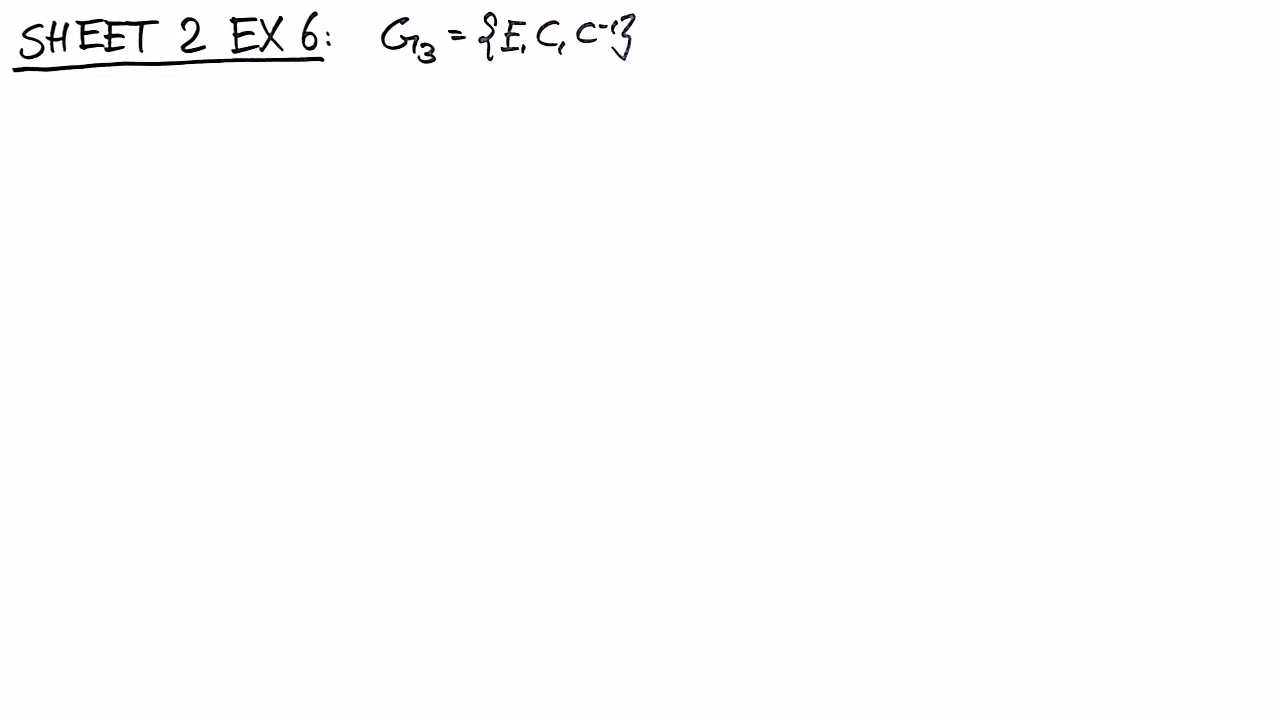 SHEET 2 EX 6: G₃ = {E, C, C⁻¹}